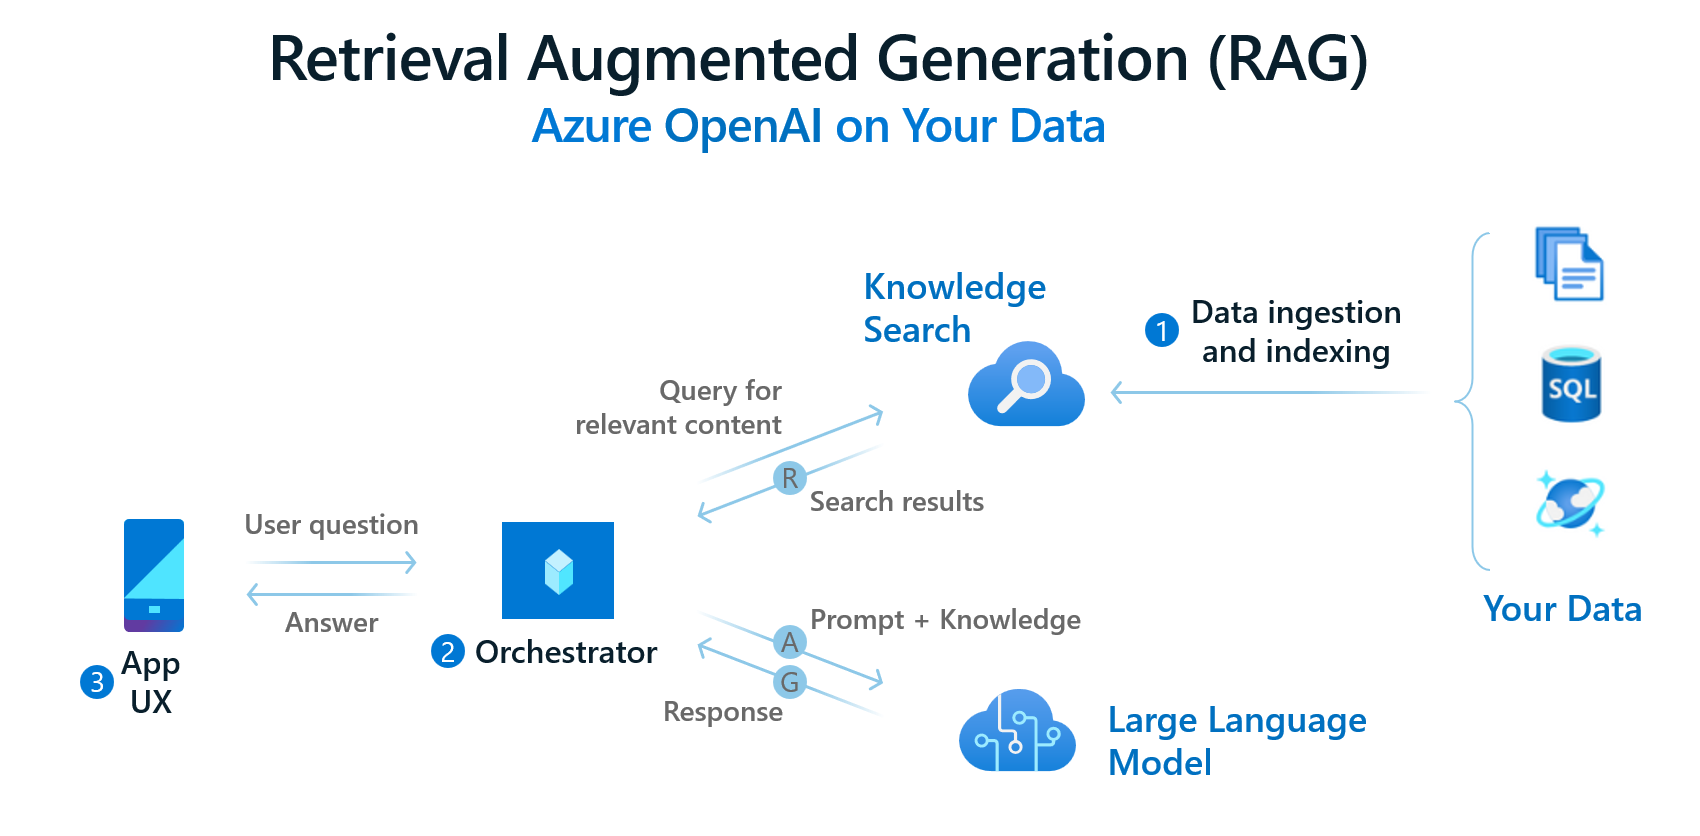 Retrieval Augmented Generation (RAG)
Azure OpenAI on Your Data
Knowledge
Search
1
Data ingestion
and indexing
SQL
Your Data
Query for
relevant content
R
Search results
User question
Answer
3
App
UX
2
Orchestrator
Prompt + Knowledge
A
G
Response
Large Language
Model